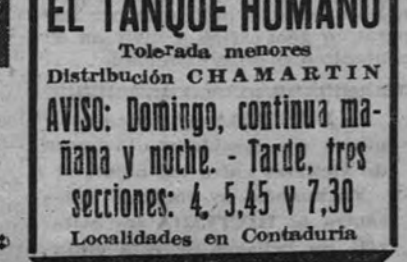 EL TANQUE HUMANO
Tolerada menores
Distribución CHAMARTIN
AVISO: Domingo, continua ma-
ñana y noche. - Tarde, tres
secciones: 4, 5,45 y 7,30
Localidades en Contaduría